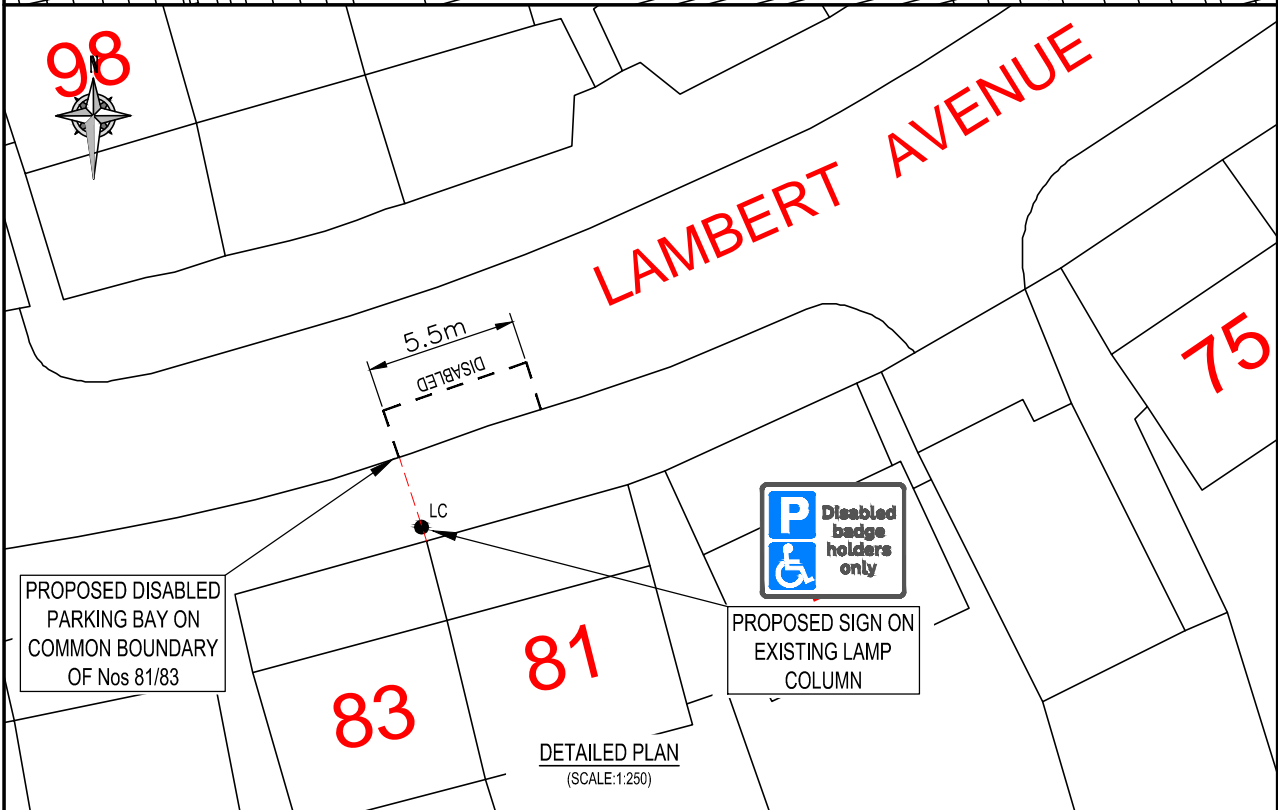 98
N
LAMBERT AVENUE
75
5.5m
DISABLED
LC
P Disabled
badge
holders
only
PROPOSED DISABLED
PARKING BAY ON
COMMON BOUNDARY
OF Nos 81/83
PROPOSED SIGN ON
EXISTING LAMP
COLUMN
81
83
DETAILED PLAN
(SCALE:1:250)